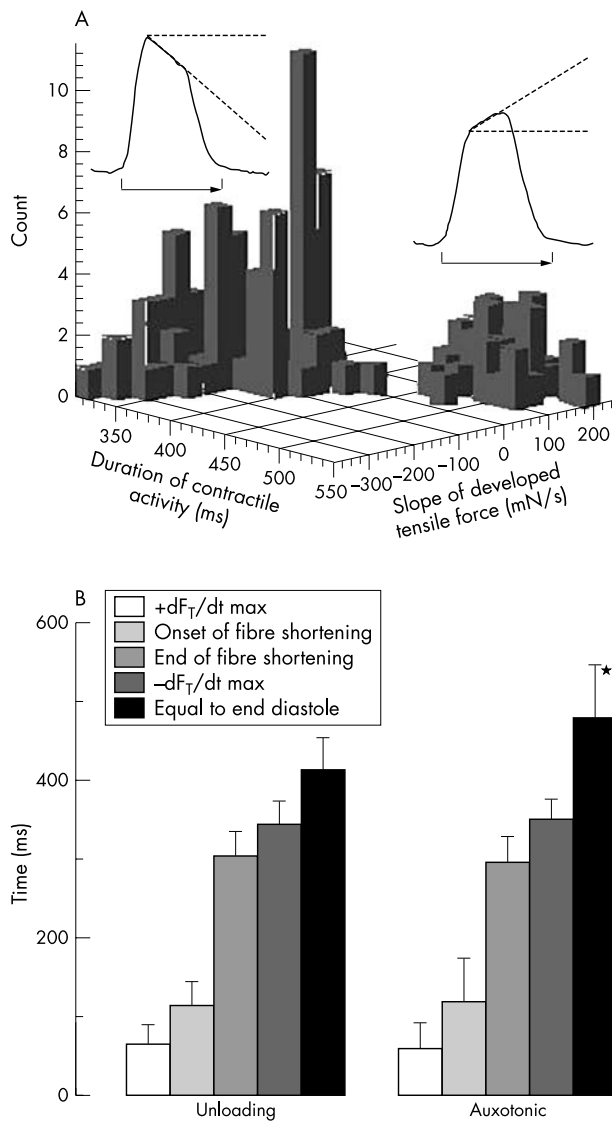 A
Count
10
8
6
4
2
0
350
400
450
500
550
Duration of contractile
activity (ms)
−300
−200
−100
0
100
200
Slope of developed
tensile force (mN/s)
B
+dF_T/dt max
Onset of fibre shortening
End of fibre shortening
−dF_T/dt max
Equal to end diastole
★
Time (ms)
600
400
200
0
Unloading
Auxotonic